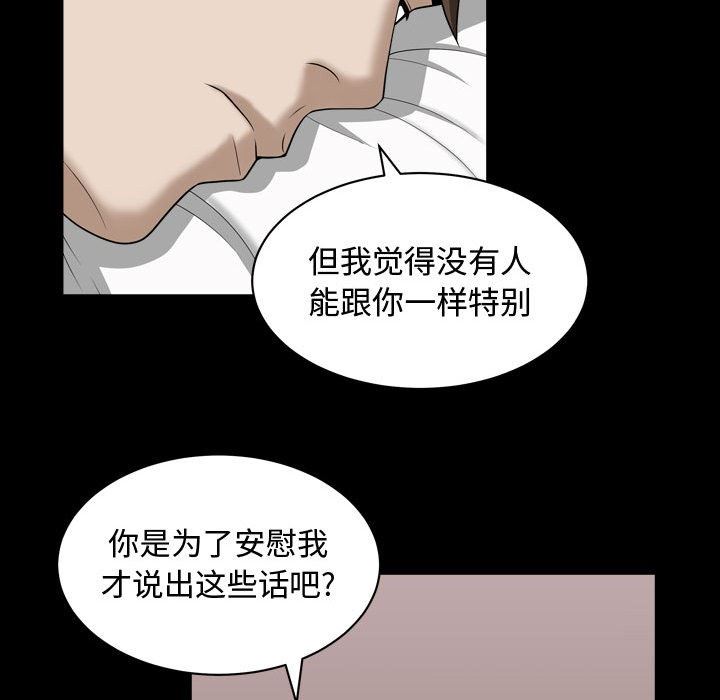 但我觉得没有人
能跟你一样特别
你是为了安慰我
才说出这些话吧?